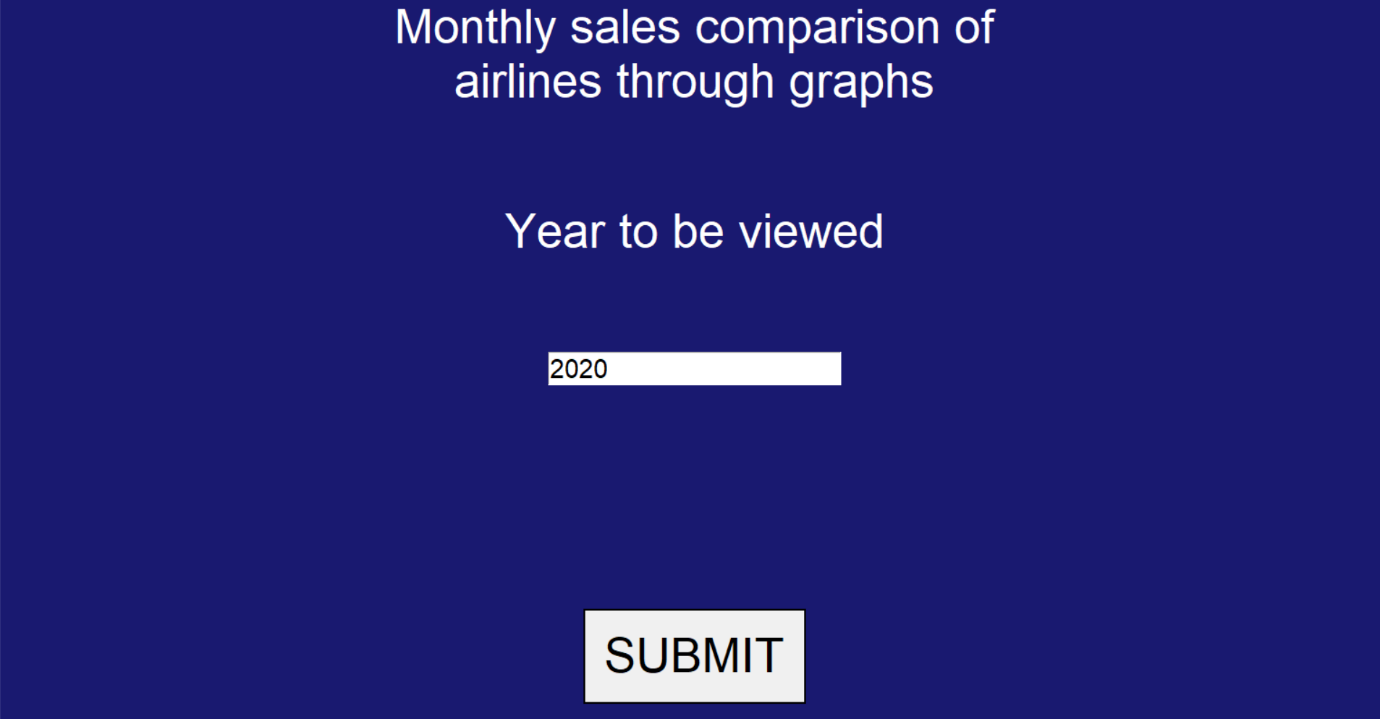 Monthly sales comparison of
airlines through graphs
Year to be viewed
2020
SUBMIT